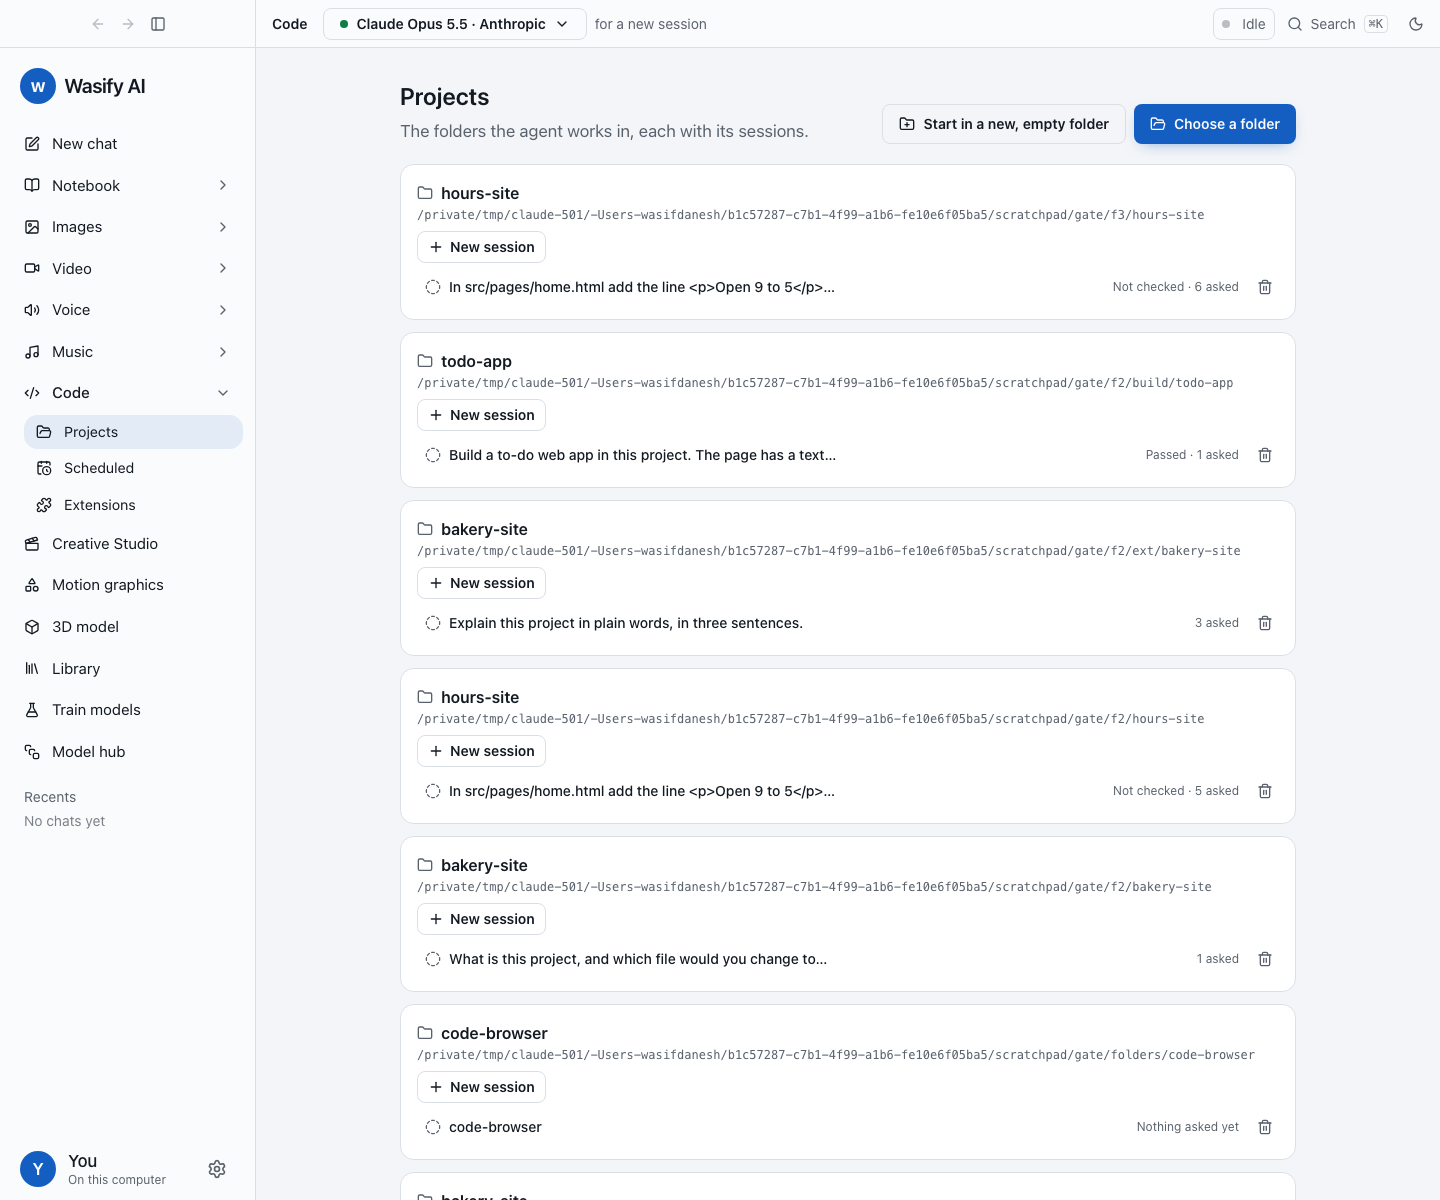 Code
Claude Opus 5.5 · Anthropic
for a new session
Idle
Search
⌘K
W
Wasify AI
New chat
Notebook
Images
Video
Voice
Music
Code
Projects
Scheduled
Extensions
Creative Studio
Motion graphics
3D model
Library
Train models
Model hub
Recents
No chats yet
Y
You
On this computer
Projects
The folders the agent works in, each with its sessions.
Start in a new, empty folder
Choose a folder
hours-site
/private/tmp/claude-501/-Users-wasifdanesh/b1c57287-c7b1-4f99-a1b6-fe10e6f05ba5/scratchpad/gate/f3/hours-site
New session
In src/pages/home.html add the line <p>Open 9 to 5</p>...
Not checked · 6 asked
todo-app
/private/tmp/claude-501/-Users-wasifdanesh/b1c57287-c7b1-4f99-a1b6-fe10e6f05ba5/scratchpad/gate/f2/build/todo-app
New session
Build a to-do web app in this project. The page has a text...
Passed · 1 asked
bakery-site
/private/tmp/claude-501/-Users-wasifdanesh/b1c57287-c7b1-4f99-a1b6-fe10e6f05ba5/scratchpad/gate/f2/ext/bakery-site
New session
Explain this project in plain words, in three sentences.
3 asked
hours-site
/private/tmp/claude-501/-Users-wasifdanesh/b1c57287-c7b1-4f99-a1b6-fe10e6f05ba5/scratchpad/gate/f2/hours-site
New session
In src/pages/home.html add the line <p>Open 9 to 5</p>...
Not checked · 5 asked
bakery-site
/private/tmp/claude-501/-Users-wasifdanesh/b1c57287-c7b1-4f99-a1b6-fe10e6f05ba5/scratchpad/gate/f2/bakery-site
New session
What is this project, and which file would you change to...
1 asked
code-browser
/private/tmp/claude-501/-Users-wasifdanesh/b1c57287-c7b1-4f99-a1b6-fe10e6f05ba5/scratchpad/gate/folders/code-browser
New session
code-browser
Nothing asked yet
bakery-site